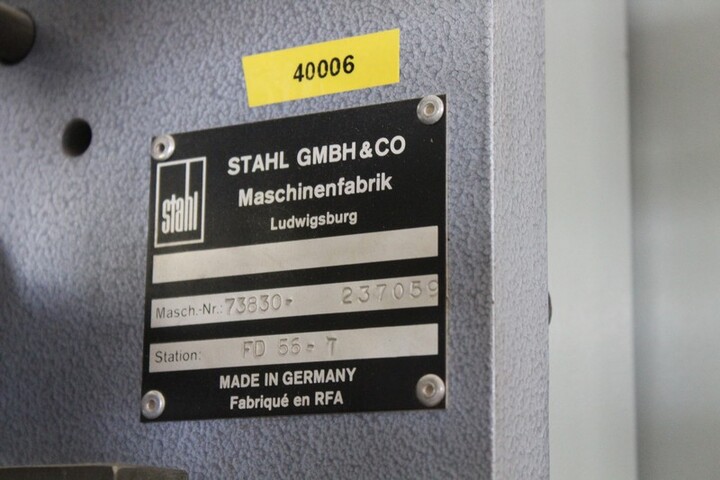 40006
stahl
STAHL GMBH & CO
Maschinenfabrik
Ludwigsburg
Masch.-Nr.: 73830- 237059
Station: FD 56-7
MADE IN GERMANY
Fabriqué en RFA